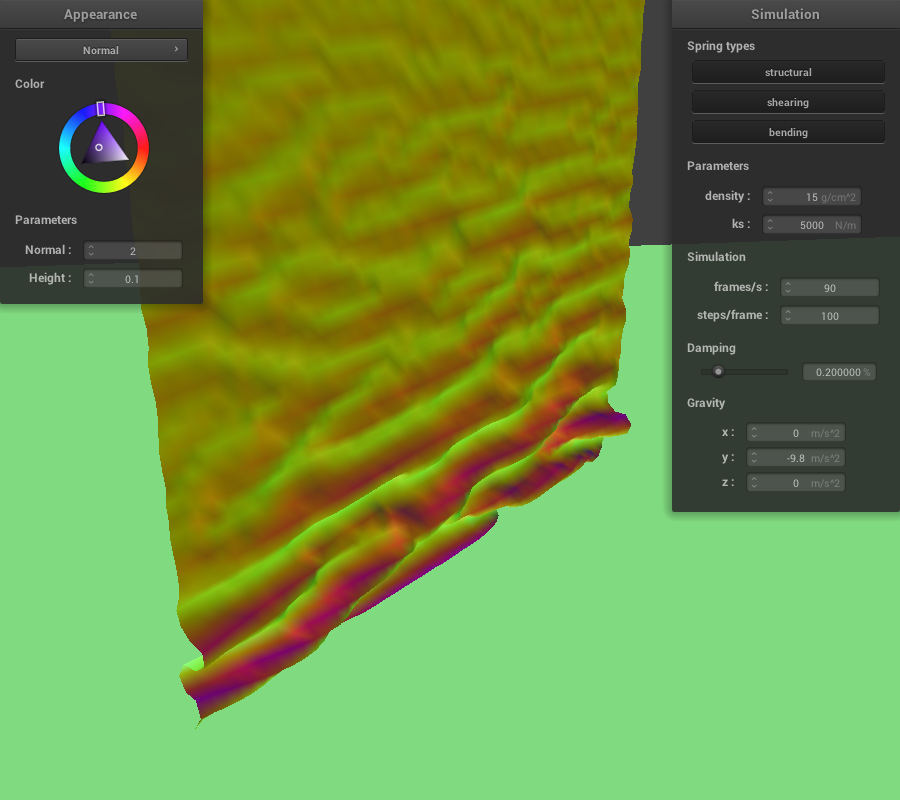 Appearance
Normal
Color
Parameters
Normal : 2
Height : 0.1
Simulation
Spring types
structural
shearing
bending
Parameters
density : 15 g/cm^2
ks : 5000 N/m
Simulation
frames/s : 90
steps/frame : 100
Damping
0.200000 %
Gravity
x : 0 m/s^2
y : -9.8 m/s^2
z : 0 m/s^2